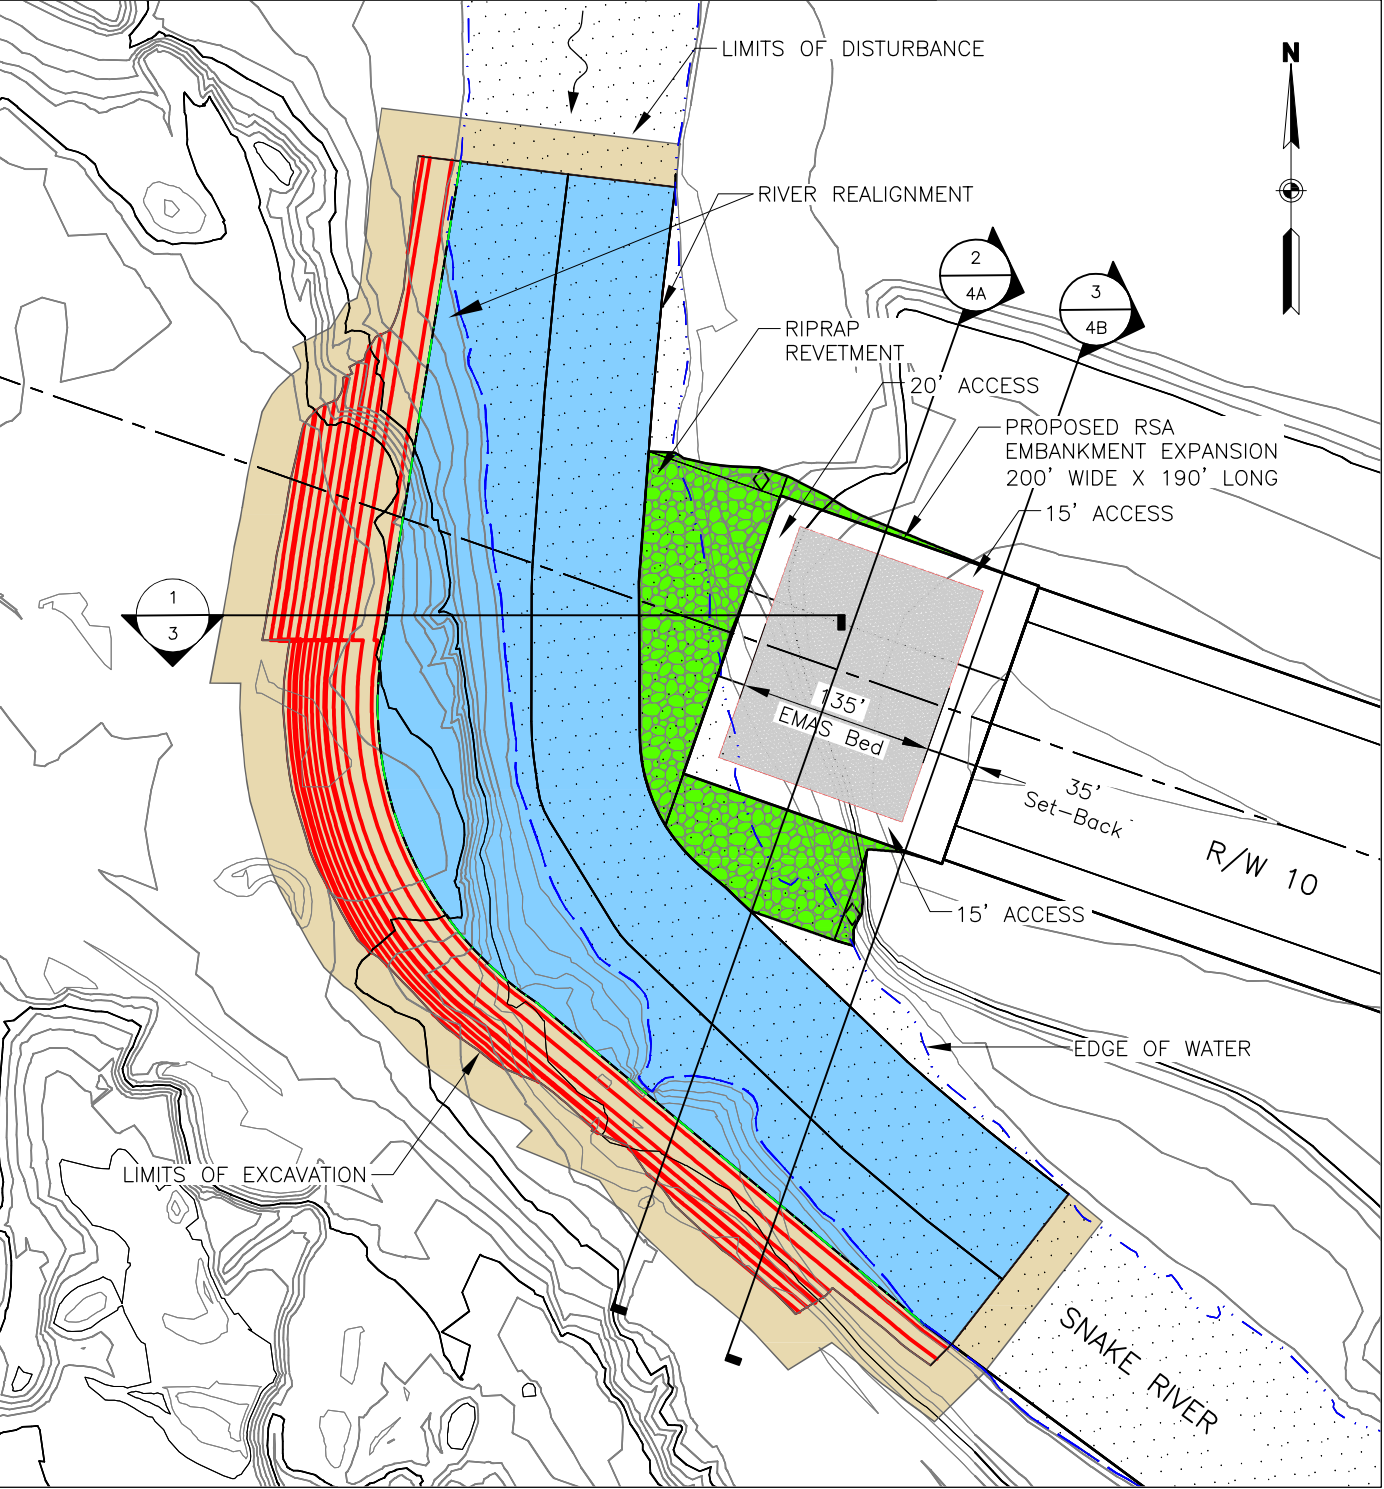 LIMITS OF DISTURBANCE
N
RIVER REALIGNMENT
2
4A
3
4B
RIPRAP
REVETMENT
20' ACCESS
PROPOSED RSA
EMBANKMENT EXPANSION
200' WIDE X 190' LONG
15' ACCESS
1
3
135'
EMAS Bed
35'
Set-Back
R/W 10
15' ACCESS
EDGE OF WATER
LIMITS OF EXCAVATION
SNAKE RIVER